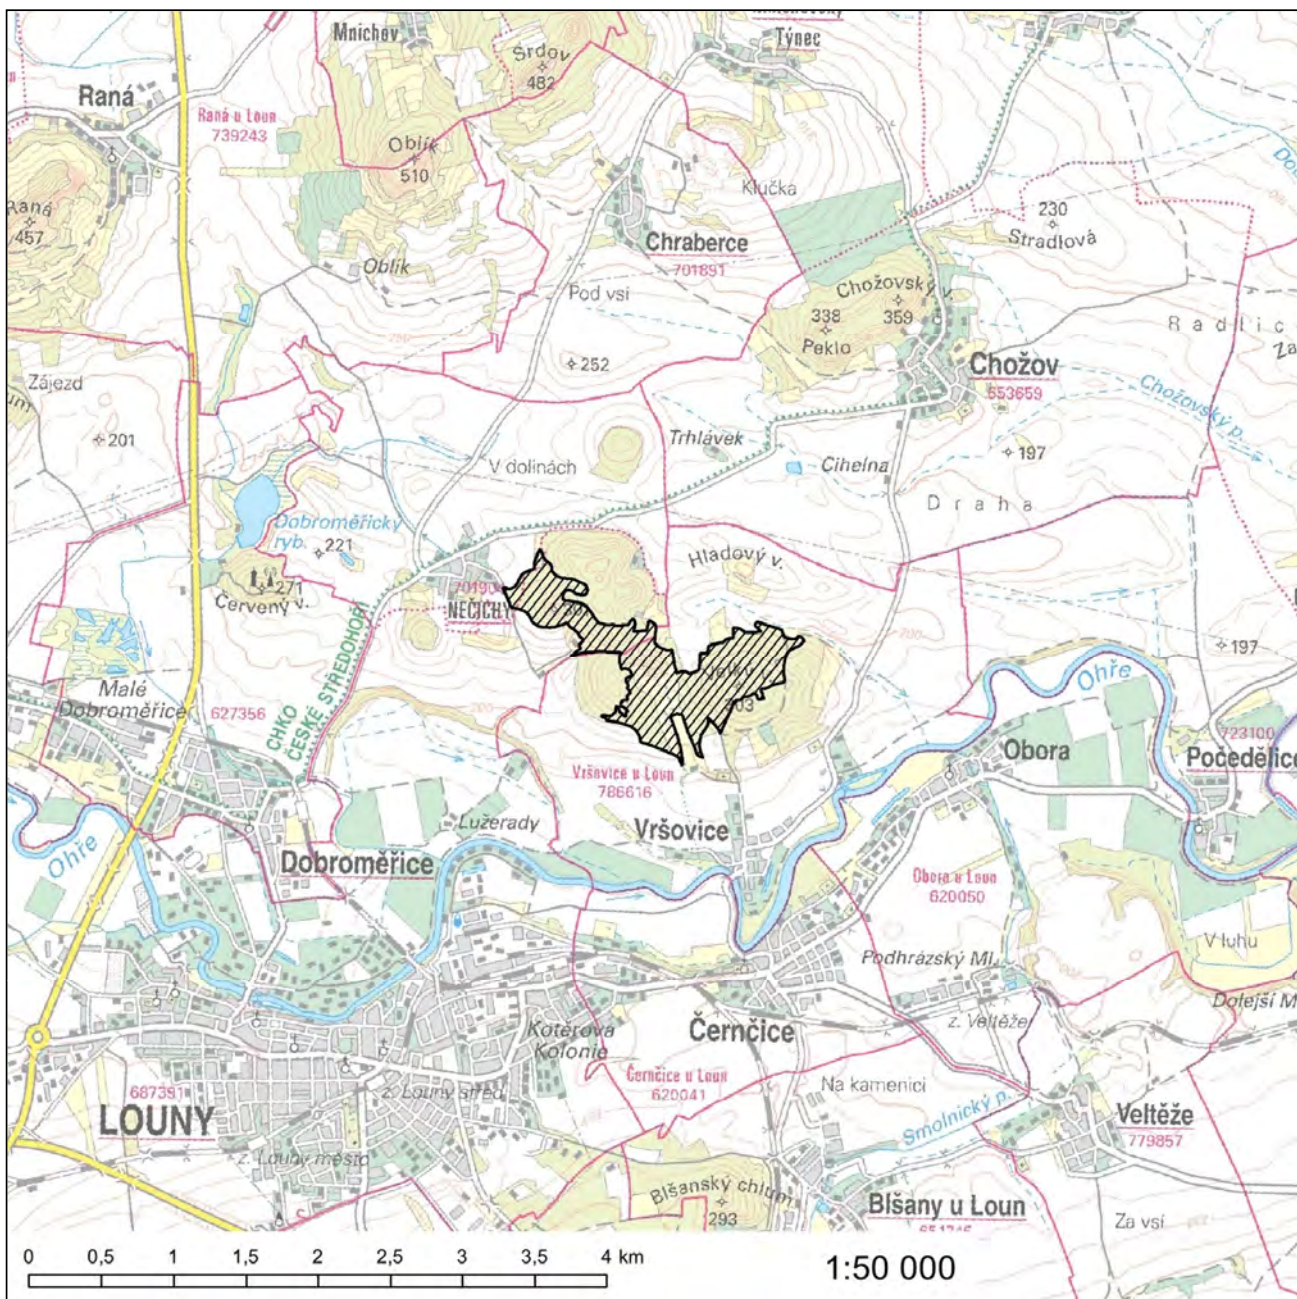 Mnichov
Týnec
Srdov
482
Raná
Raná u Loun
739243
Oblík
510
Klučka
230
Stradlová
Raná
457
Oblík
Chraberce
701891
Pod vsí
Chožovský v.
359
338
Peklo
Radlic
252
Chožov
653659
Zájezd
201
Chožovský p.
Trhlávek
V dolinách
Cihelna
197
Draha
Dobroměřický
ryb.
221
Hladový v.
271
Červený v.
NEČICHY
197
Malé
Dobroměřice
627356
CHKO
ČESKÉ STŘEDOHOŘÍ
Ohře
Obora
723100
Počedělice
Vršovice u Loun
786616
Vršovice
Lužerady
Ohře
Dobroměřice
Obora u Loun
620050
V luhu
Podhrázský Ml.
Dolejší M
z. Veltěže
Kotěrova
Kolonie
Černčice
687391
LOUNY
z. Louny střed
Černčice u Loun
620041
Na kamenici
Smolnický p.
Veltěže
779857
z. Louny město
Blšanský chlum
293
Blšany u Loun
Za vsí
0 0,5 1 1,5 2 2,5 3 3,5 4 km
1:50 000